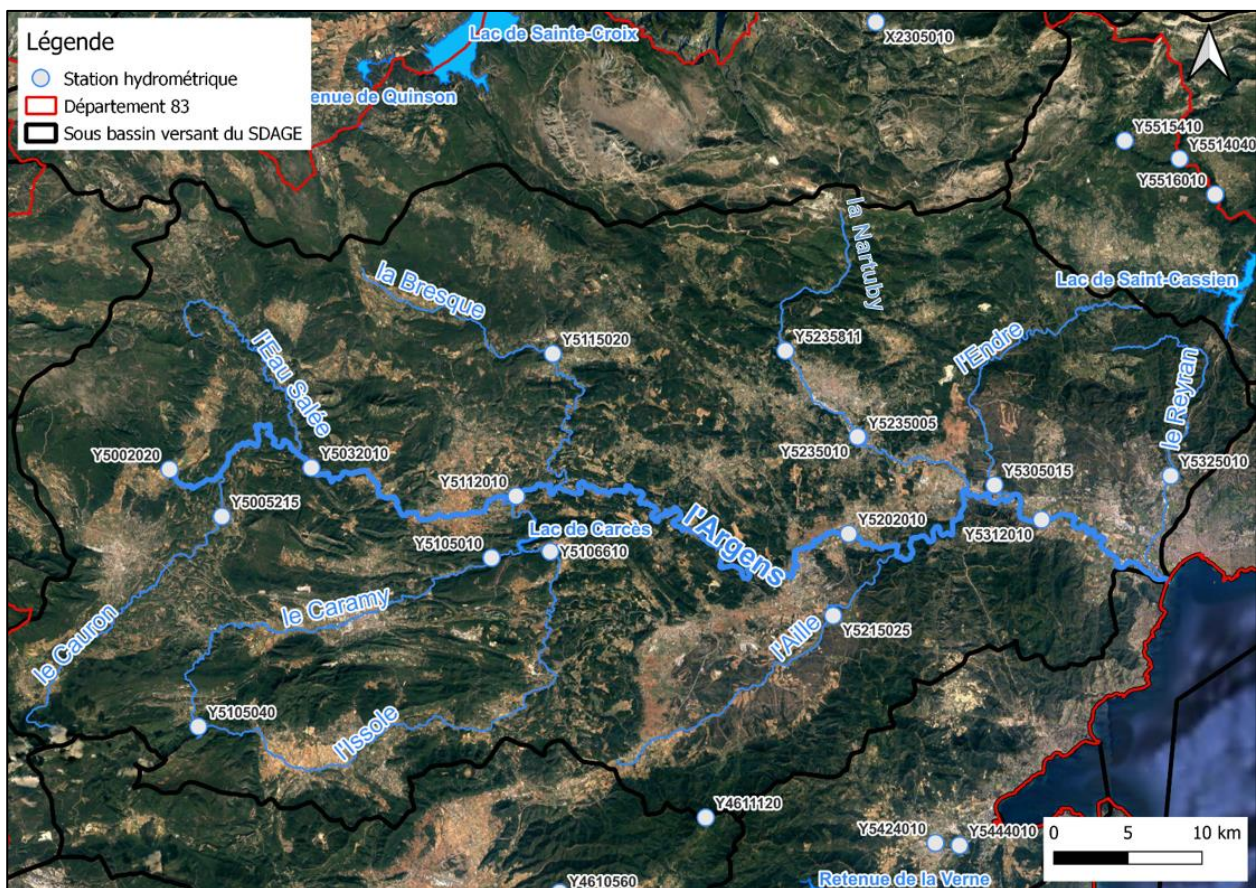 Légende
Station hydrométrique
Département 83
Sous bassin versant du SDAGE
Lac de Sainte-Croix
X2305010
enue de Quinson
Y5515410
Y5514040
Y5516010
la Nartuby
Lac de Saint-Cassien
la Bresque
l'Endre
Y5115020
Y5235811
l'Eau Salée
le Reyran
Y5002020
Y5032010
Y5235005
Y5235010
Y5305015
Y5325010
Y5005215
Y5112010
l'Argens
Lac de Carcès
Y5105010
Y5106610
Y5202010
Y5312010
le Caramy
le Cauron
l'Aille
Y5215025
Y5105040
l'Issole
Y4611120
Y5424010
Y5444010
Retenue de la Verne
Y4610560
0 5 10 km